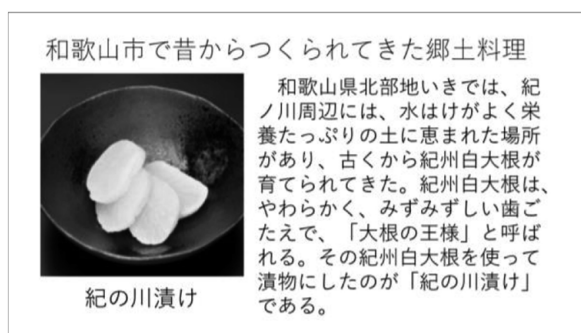 和歌山市で昔からつくられてきた郷土料理
和歌山県北部地いきでは、紀
ノ川周辺には、水はけがよく栄
養たっぷりの土に恵まれた場所
があり、古くから紀州白大根が
育てられてきた。紀州白大根は、
やわらかく、みずみずしい歯ご
たえで、「大根の王様」と呼ば
れる。その紀州白大根を使って
漬物にしたのが「紀の川漬け」
である。
紀の川漬け